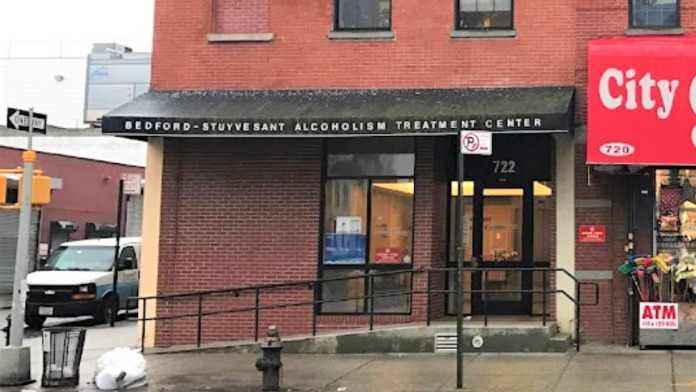 ONE WAY
BEDFORD-STUYVESANT ALCOHOLISM TREATMENT CENTER
722
City
720
ATM